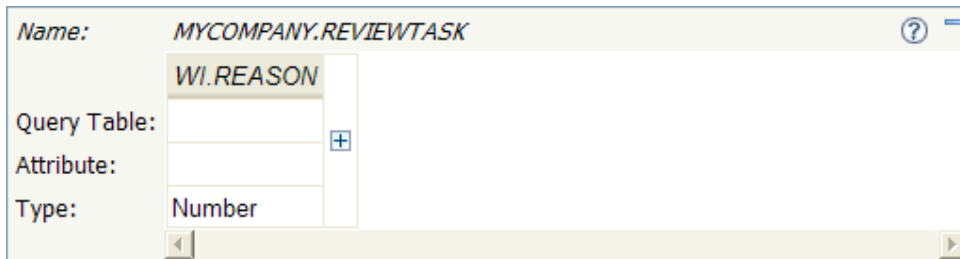 Name: MYCOMPANY.REVIEWTASK ?
WI.REASON
Query Table:
Attribute:
Type: Number